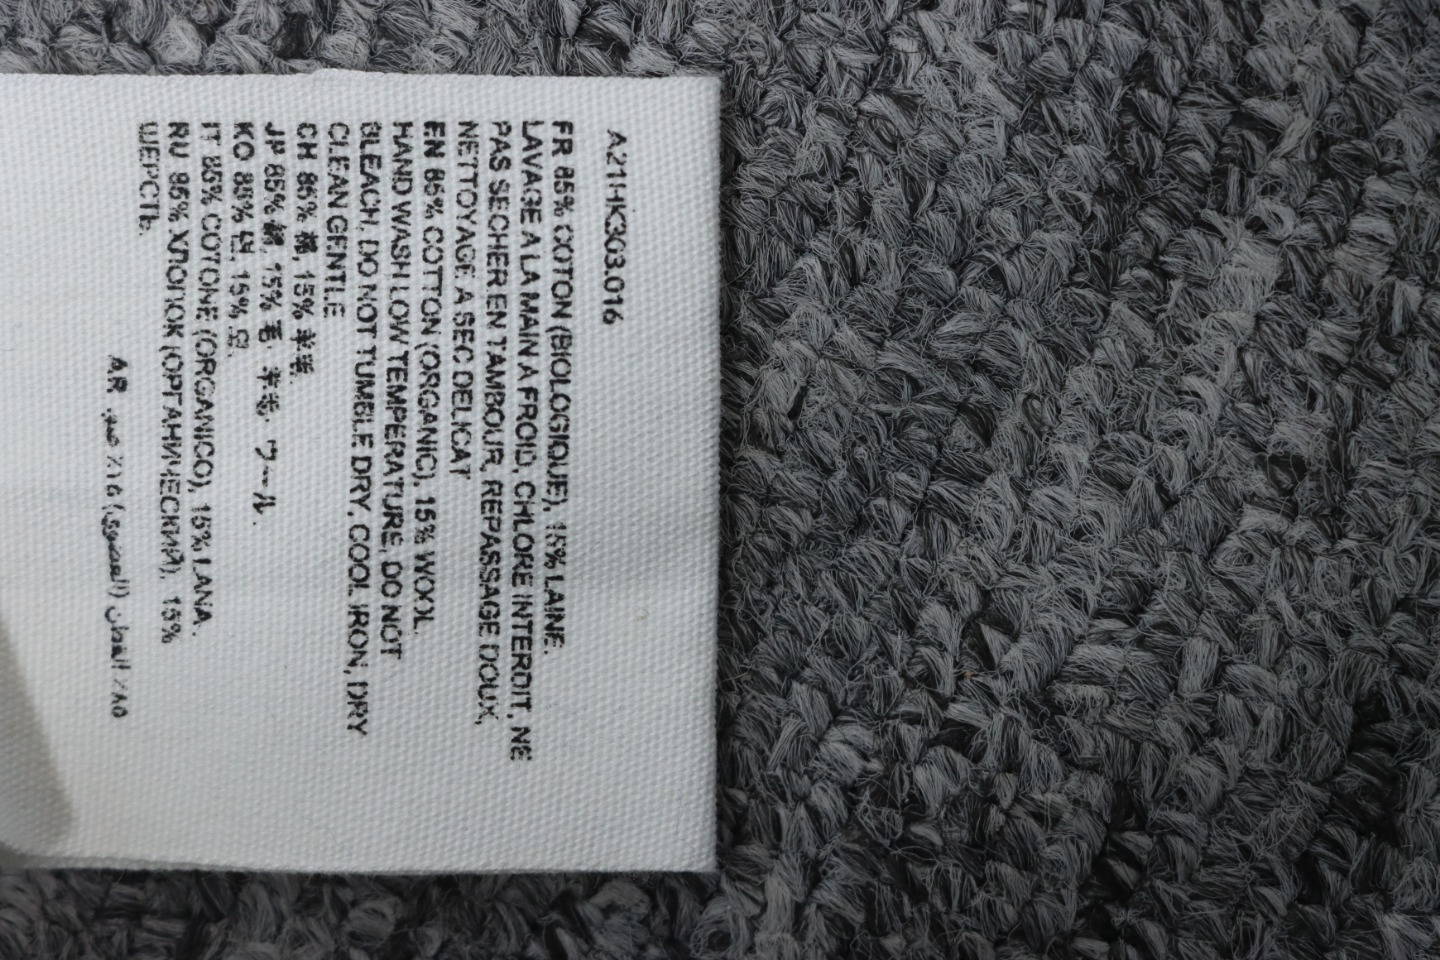 A21HK303.016
FR 85% COTON (BIOLOGIQUE), 15% LAINE.
LAVAGE A LA MAIN A FROID, CHLORE INTERDIT, NE
PAS SECHER EN TAMBOUR, REPASSAGE DOUX,
NETTOYAGE A SEC DELICAT
EN 85% COTTON (ORGANIC), 15% WOOL.
HAND WASH LOW TEMPERATURE, DO NOT
BLEACH, DO NOT TUMBLE DRY, COOL IRON, DRY
CLEAN GENTLE
CH 85% 棉, 15% 羊毛.
JP 85% 綿, 15% 毛・羊毛・ウール.
KO 85% 면, 15% 모.
IT 85% COTONE (ORGANICO), 15% LANA.
RU 85% ХЛОПОК (ОРГАНИЧЕСКИЙ), 15%
ШЕРСТЬ.
AR